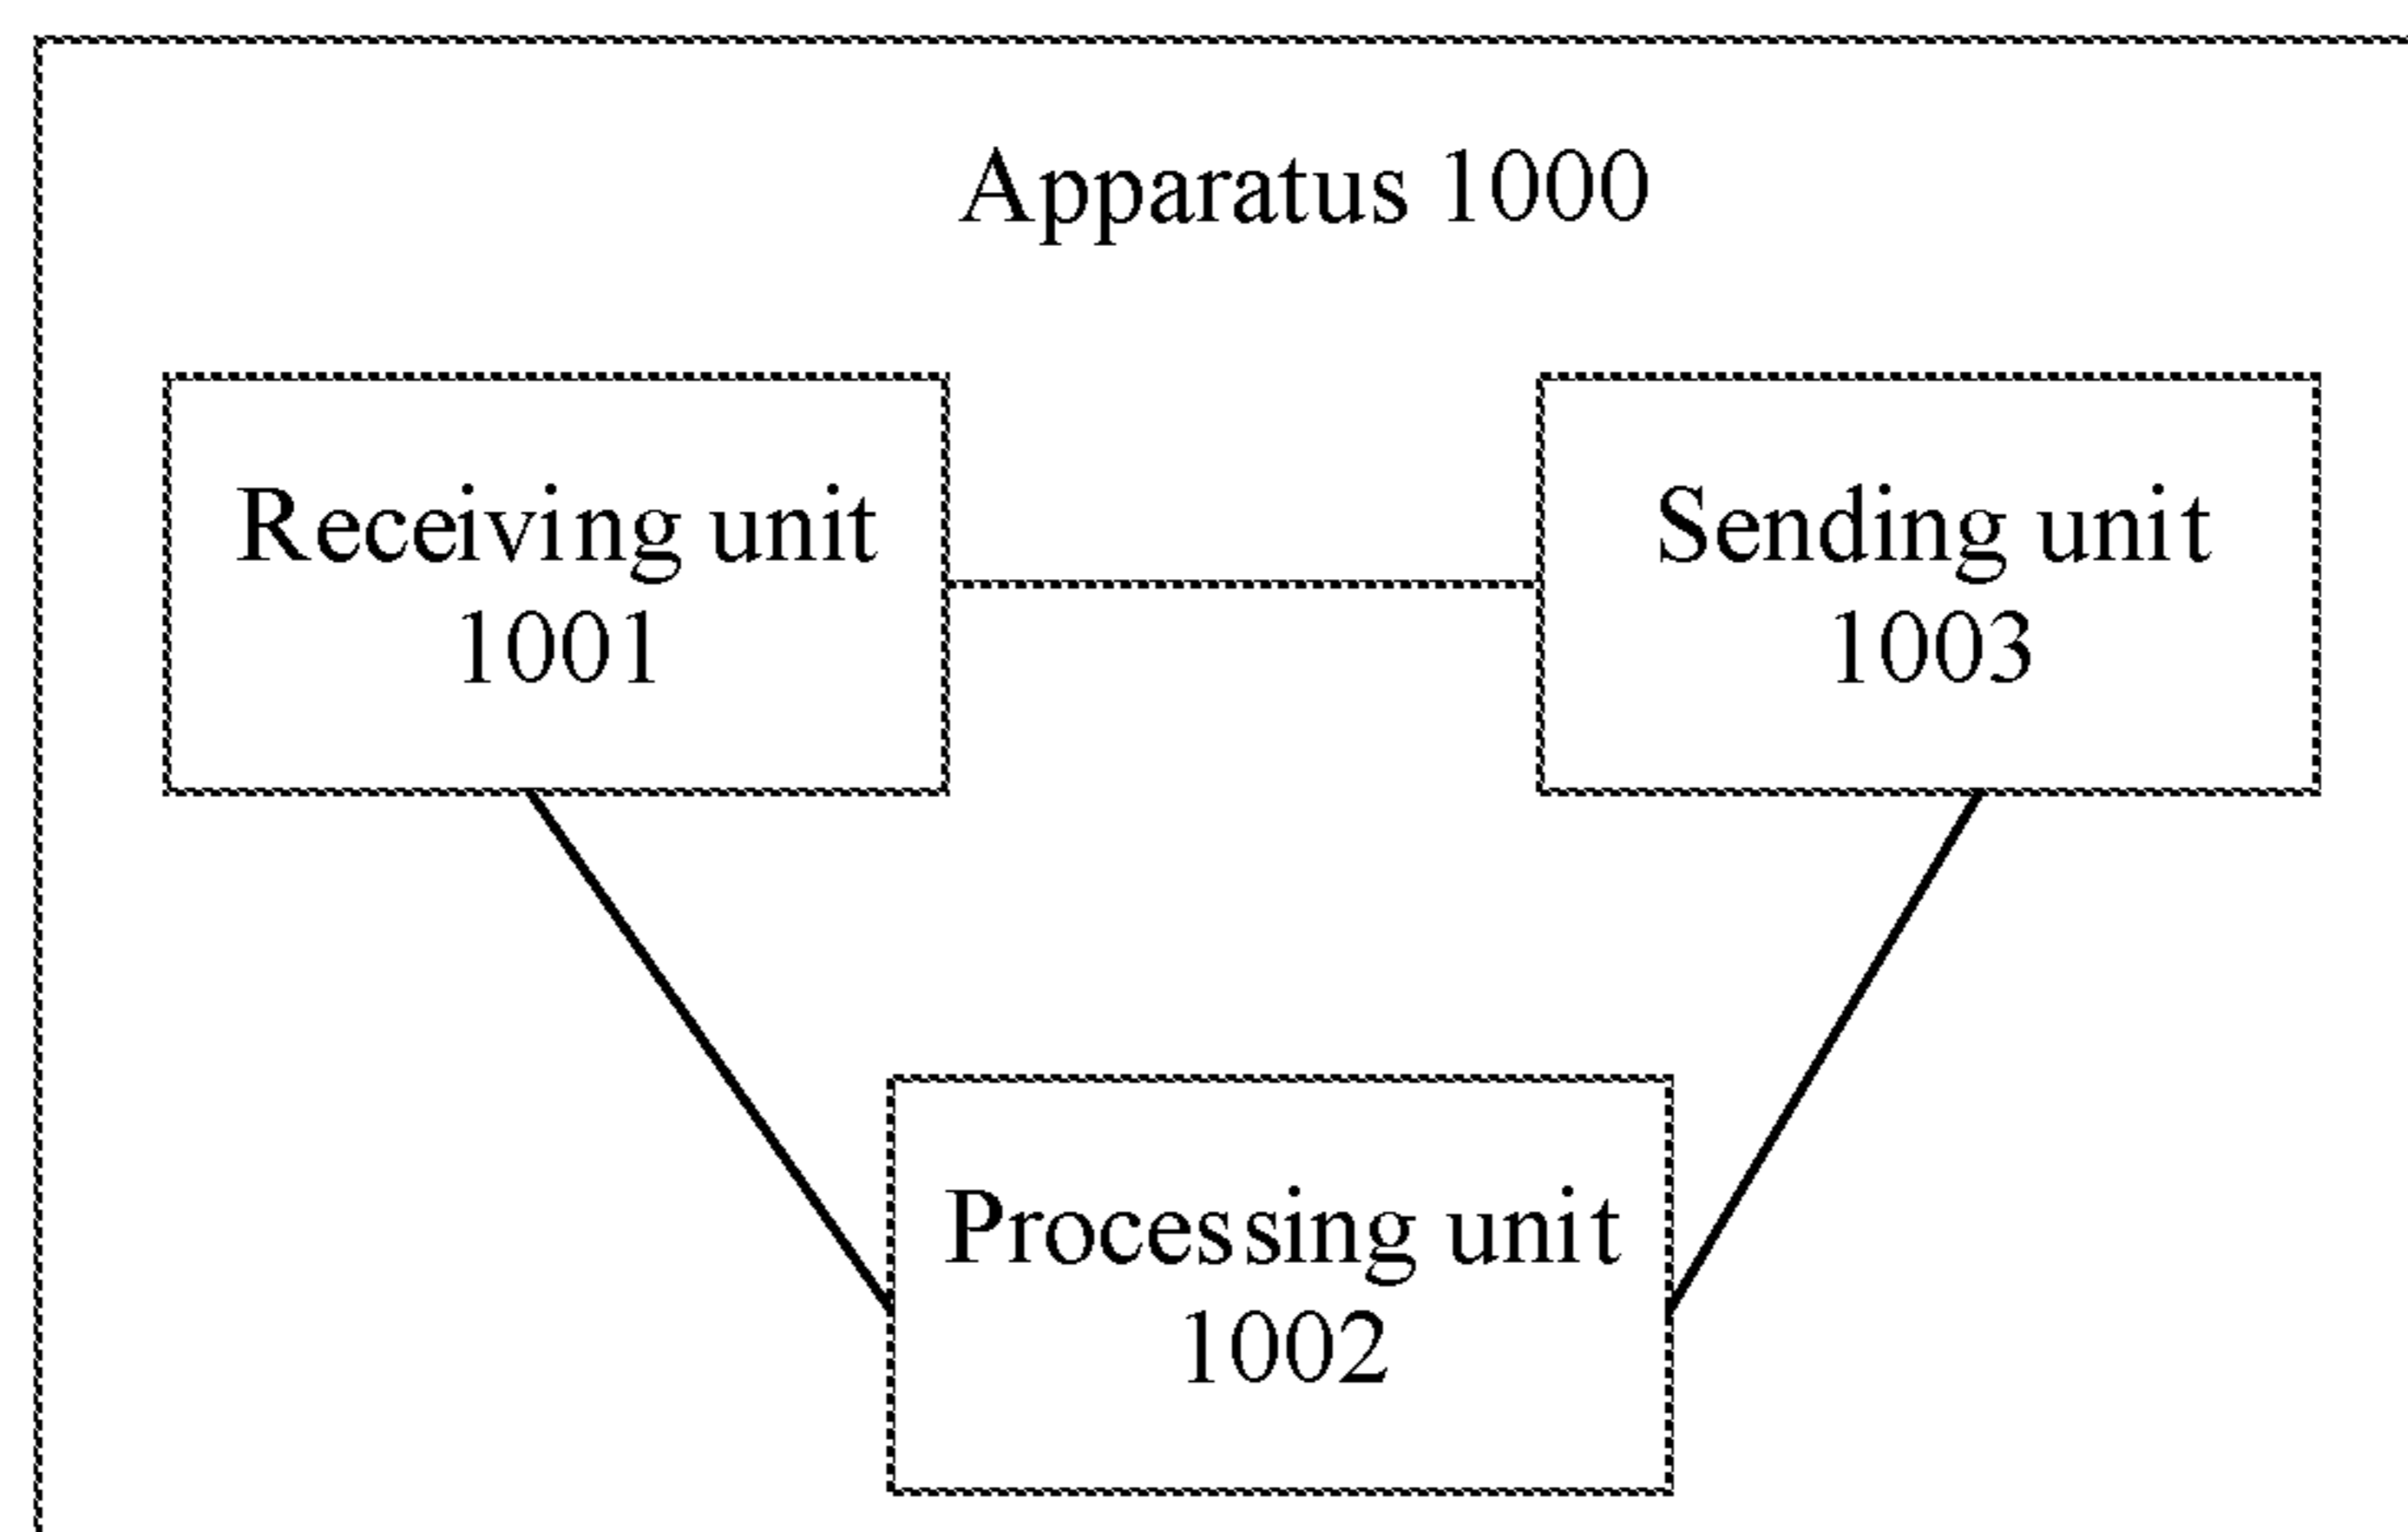 Apparatus 1000
Receiving unit
1001
Sending unit
1003
Processing unit
1002